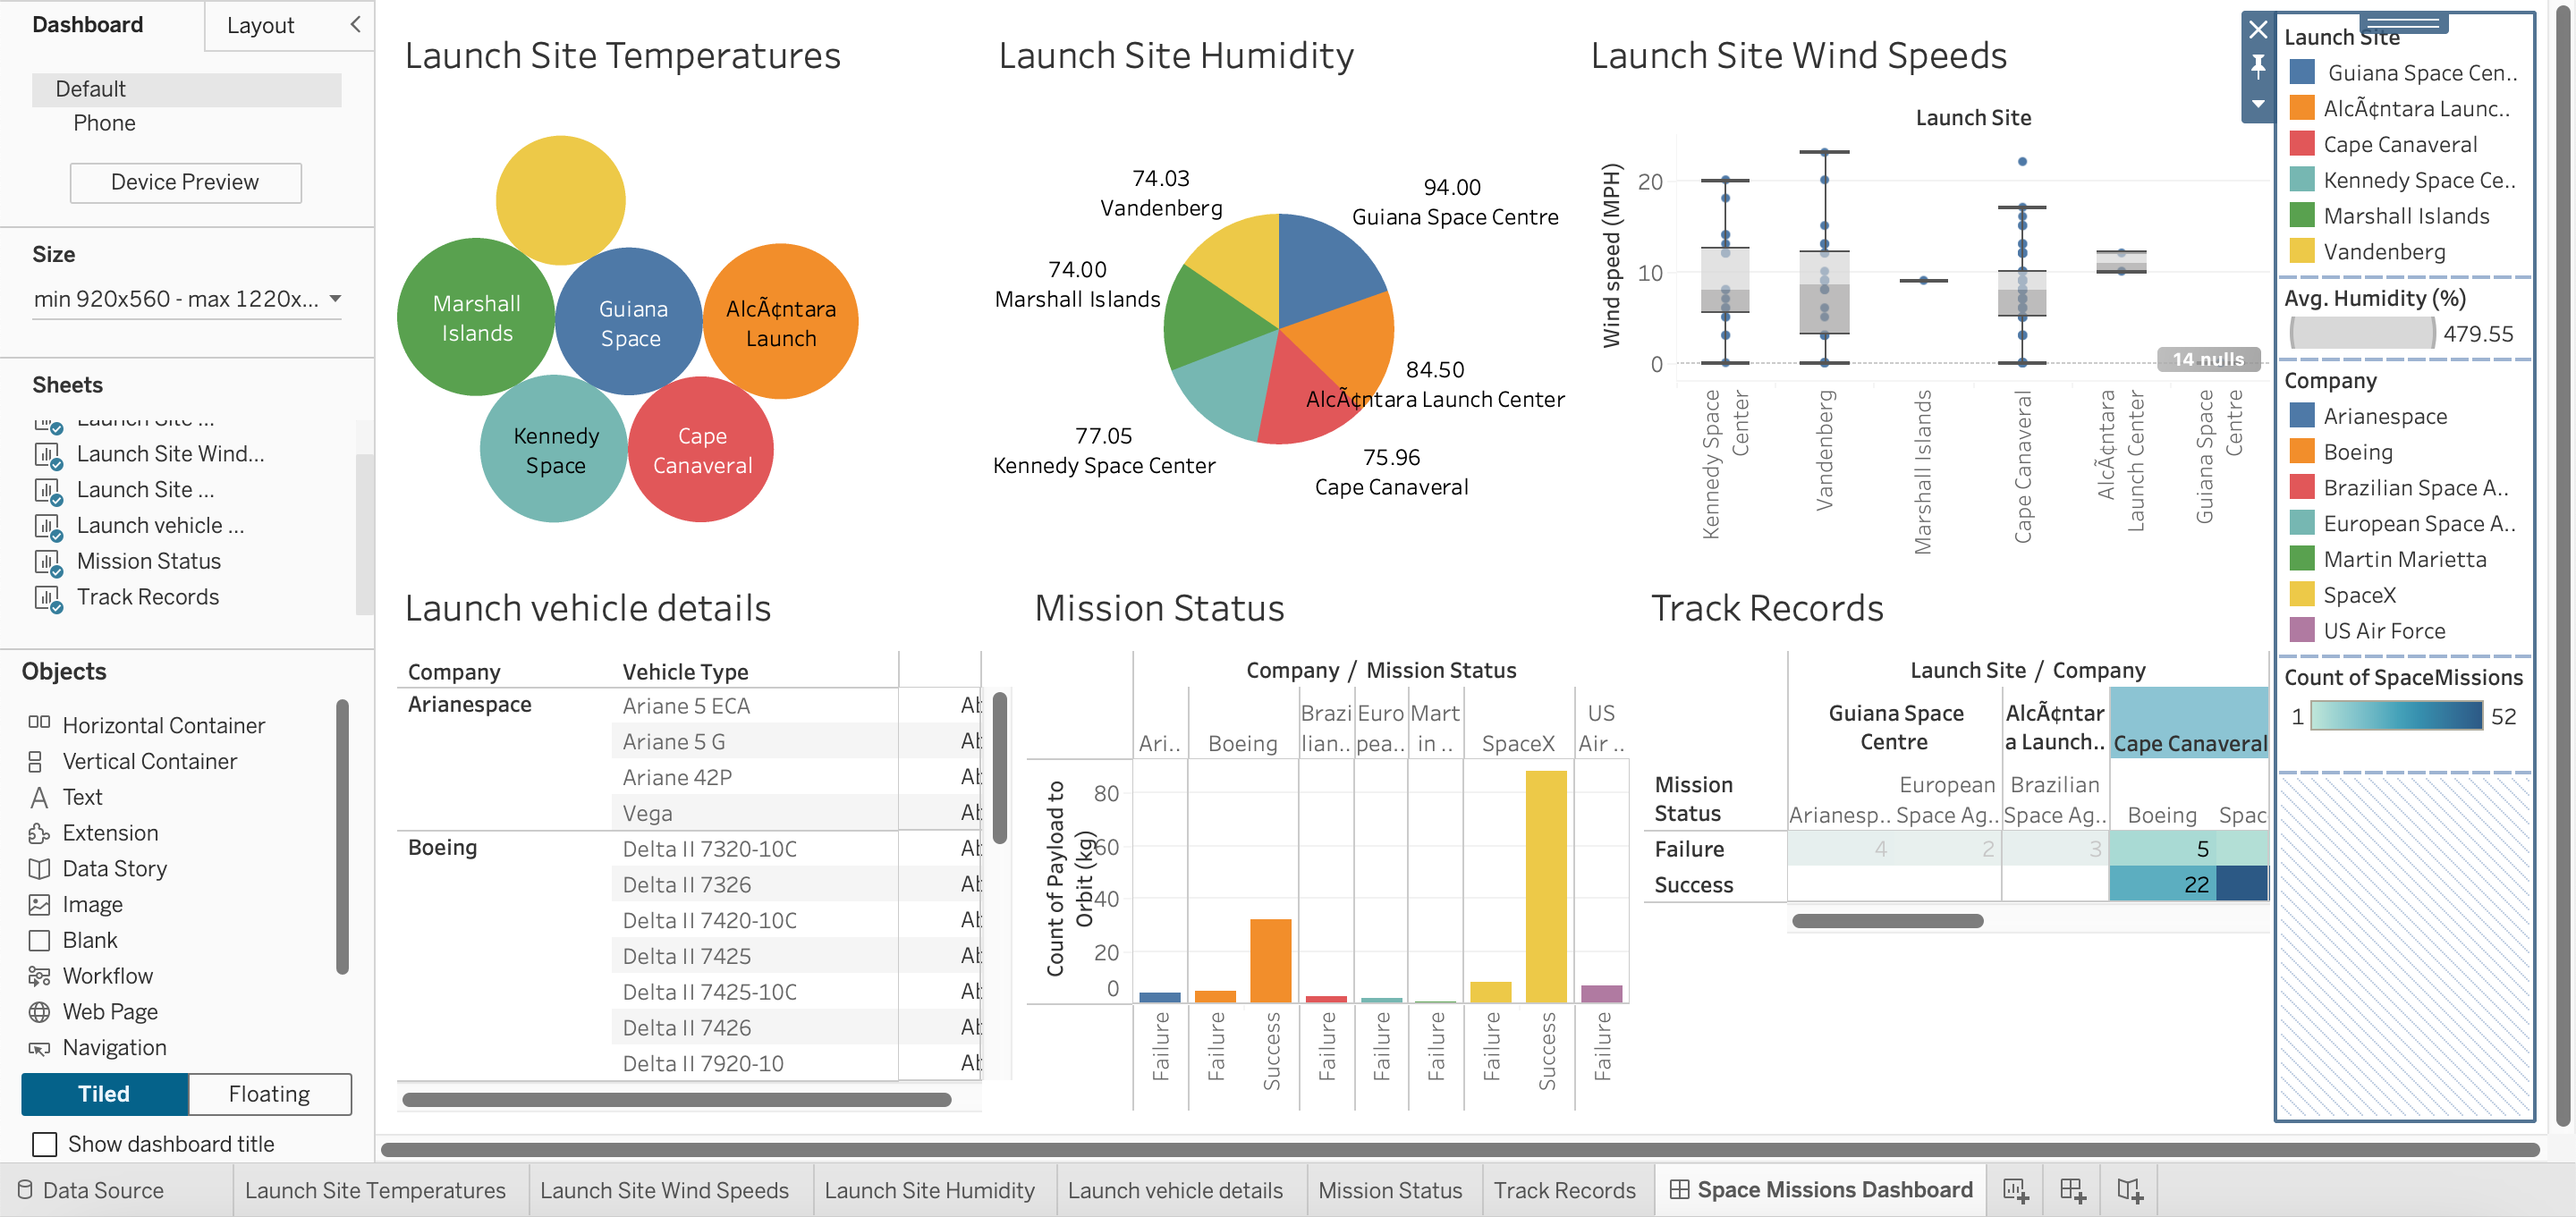 Dashboard
Layout
Default
Phone
Device Preview
Size
min 920x560 - max 1220x...
Sheets
Launch Site ...
Launch Site Wind...
Launch Site ...
Launch vehicle ...
Mission Status
Track Records
Objects
Horizontal Container
Vertical Container
Text
Extension
Data Story
Image
Blank
Workflow
Web Page
Navigation
Tiled
Floating
Show dashboard title
Launch Site Temperatures
Marshall
Islands
Guiana
Space
AlcÃ¢ntara
Launch
Kennedy
Space
Cape
Canaveral
Launch Site Humidity
74.03
Vandenberg
94.00
Guiana Space Centre
74.00
Marshall Islands
84.50
AlcÃ¢ntara Launch Center
77.05
Kennedy Space Center
75.96
Cape Canaveral
Launch Site Wind Speeds
Launch Site
Wind speed (MPH)
20
10
0
14 nulls
Kennedy Space
Center
Vandenberg
Marshall Islands
Cape Canaveral
AlcÃ¢ntara
Launch Center
Guiana Space
Centre
Launch Site
Guiana Space Cen..
AlcÃ¢ntara Launc..
Cape Canaveral
Kennedy Space Ce..
Marshall Islands
Vandenberg
Avg. Humidity (%)
479.55
Company
Arianespace
Boeing
Brazilian Space A..
European Space A..
Martin Marietta
SpaceX
US Air Force
Count of SpaceMissions
1
52
Launch vehicle details
Company
Vehicle Type
Arianespace
Ariane 5 ECA
Ab
Ariane 5 G
Ab
Ariane 42P
Ab
Vega
Ab
Boeing
Delta II 7320-10C
Ab
Delta II 7326
Ab
Delta II 7420-10C
Ab
Delta II 7425
Ab
Delta II 7425-10C
Ab
Delta II 7426
Ab
Delta II 7920-10
Ab
Mission Status
Company / Mission Status
Ari..
Boeing
Brazi
lian..
Euro
pea..
Mart
in ..
SpaceX
US
Air ..
Count of Payload to
Orbit (kg)
80
60
40
20
0
Failure
Failure
Success
Failure
Failure
Failure
Failure
Success
Failure
Track Records
Launch Site / Company
Guiana Space
Centre
AlcÃ¢ntar
a Launch..
Cape Canaveral
Mission
Status
Arianesp..
European
Space Ag..
Brazilian
Space Ag..
Boeing
Spac
Failure
4
2
3
5
Success
22
Data Source
Launch Site Temperatures
Launch Site Wind Speeds
Launch Site Humidity
Launch vehicle details
Mission Status
Track Records
Space Missions Dashboard